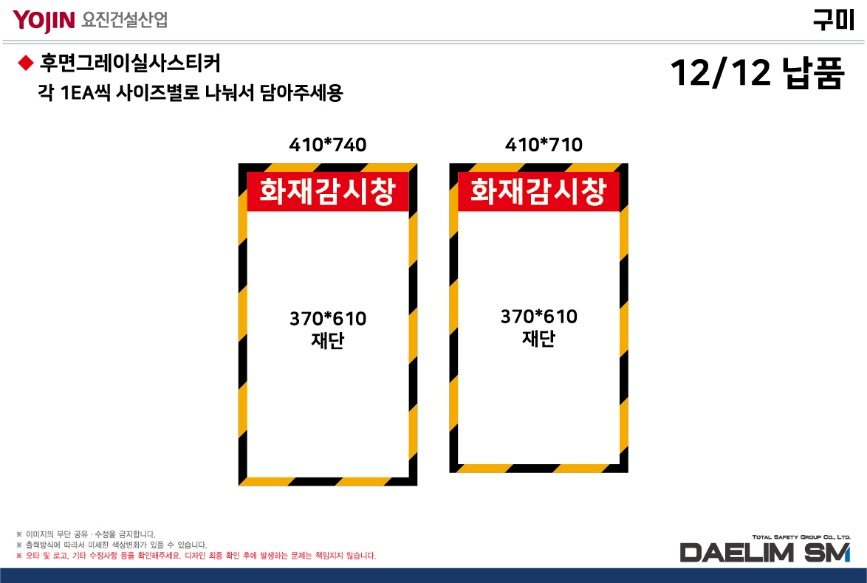 YOJIN 요진건설산업
구미
◆ 후면그레이실사스티커
각 1EA씩 사이즈별로 나눠서 담아주세용
12/12 납품
410*740
410*710
화재감시창
화재감시창
370*610
재단
370*610
재단
※ 이미지의 무단 공유 · 수정을 금지합니다.
※ 출력방식에 따라서 미세한 색상변화가 있을 수 있습니다.
※ 오타 및 로고, 기타 수정사항 등을 확인해주세요. 디자인 최종 확인 후에 발생하는 문제는 책임지지 않습니다.
TOTAL SAFETY GROUP CO., LTD.
DAELIM SM